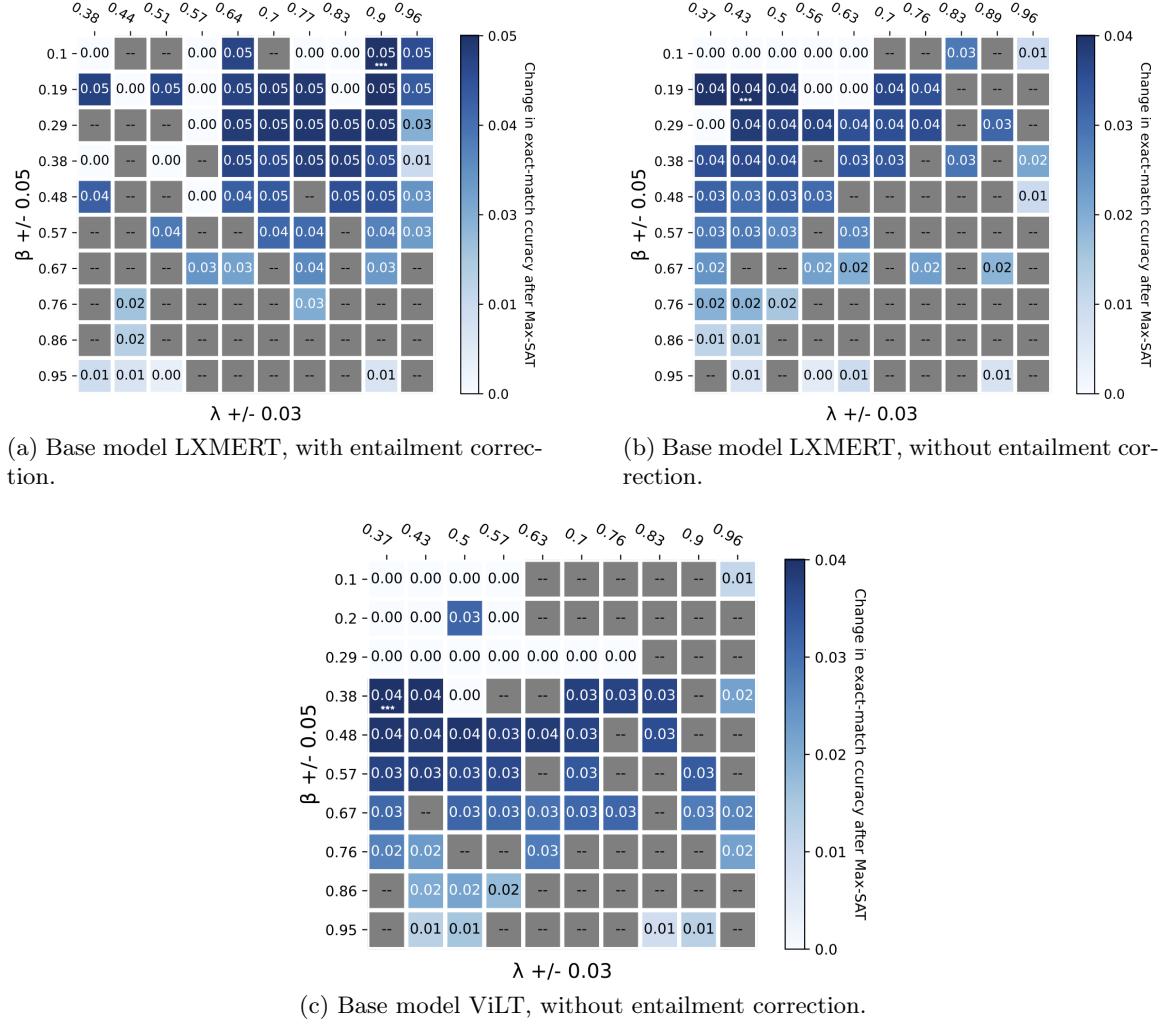 0.38 0.44 0.51 0.57 0.64 0.7 0.77 0.83 0.9 0.96
0.1 0.00 -- -- 0.00 0.05 -- 0.00 0.00 0.05 0.05
***
0.19 0.05 0.00 0.05 0.00 0.05 0.05 0.05 0.00 0.05 0.05
0.29 -- -- -- 0.00 0.05 0.05 0.05 0.05 0.05 0.03
0.38 0.00 -- 0.00 -- 0.05 0.05 0.05 0.05 0.05 0.01
0.48 0.04 -- -- 0.00 0.04 0.05 -- 0.05 0.05 0.03
0.57 -- -- 0.04 -- -- 0.04 0.04 -- 0.04 0.03
0.67 -- -- -- 0.03 0.03 -- 0.04 -- 0.03 --
0.76 -- 0.02 -- -- -- -- 0.03 -- -- --
0.86 -- 0.02 -- -- -- -- -- -- -- --
0.95 0.01 0.01 0.00 -- -- -- -- -- 0.01 --
β +/- 0.05
λ +/- 0.03
0.05
0.04
0.03
0.01
0.0
Change in exact-match ccuracy after Max-SAT
(a) Base model LXMERT, with entailment correc-
tion.
0.37 0.43 0.5 0.56 0.63 0.7 0.76 0.83 0.89 0.96
0.1 0.00 0.00 0.00 0.00 0.00 -- -- 0.03 -- 0.01
0.19 0.04 0.04 0.04 0.00 0.00 0.04 0.04 -- -- --
***
0.29 0.00 0.04 0.04 0.04 0.04 0.04 0.04 -- 0.03 --
0.38 0.04 0.04 0.04 -- 0.03 0.03 -- 0.03 -- 0.02
0.48 0.03 0.03 0.03 0.03 -- -- -- -- -- 0.01
0.57 0.03 0.03 0.03 -- 0.03 -- -- -- -- --
0.67 0.02 -- -- 0.02 0.02 -- 0.02 -- 0.02 --
0.76 0.02 0.02 0.02 -- -- -- -- -- -- --
0.86 0.01 0.01 -- -- -- -- -- -- -- --
0.95 -- 0.01 -- 0.00 0.01 -- -- -- 0.01 --
β +/- 0.05
λ +/- 0.03
0.04
0.03
0.02
0.01
0.0
Change in exact-match ccuracy after Max-SAT
(b) Base model LXMERT, without entailment cor-
rection.
0.37 0.43 0.5 0.57 0.63 0.7 0.76 0.83 0.9 0.96
0.1 0.00 0.00 0.00 0.00 -- -- -- -- -- 0.01
0.2 0.00 0.00 0.03 0.00 -- -- -- -- -- --
0.29 0.00 0.00 0.00 0.00 0.00 0.00 0.00 -- -- --
0.38 0.04 0.04 0.00 -- -- 0.03 0.03 0.03 -- 0.02
***
0.48 0.04 0.04 0.04 0.03 0.04 0.03 -- 0.03 -- --
0.57 0.03 0.03 0.03 0.03 -- 0.03 -- -- 0.03 --
0.67 0.03 -- 0.03 0.03 0.03 0.03 0.03 -- 0.03 0.02
0.76 0.02 0.02 -- -- 0.03 -- -- -- -- 0.02
0.86 -- 0.02 0.02 0.02 -- -- -- -- -- --
0.95 -- 0.01 0.01 -- -- -- -- 0.01 0.01 --
β +/- 0.05
λ +/- 0.03
0.04
0.03
0.02
0.01
0.0
Change in exact-match ccuracy after Max-SAT
(c) Base model ViLT, without entailment correction.